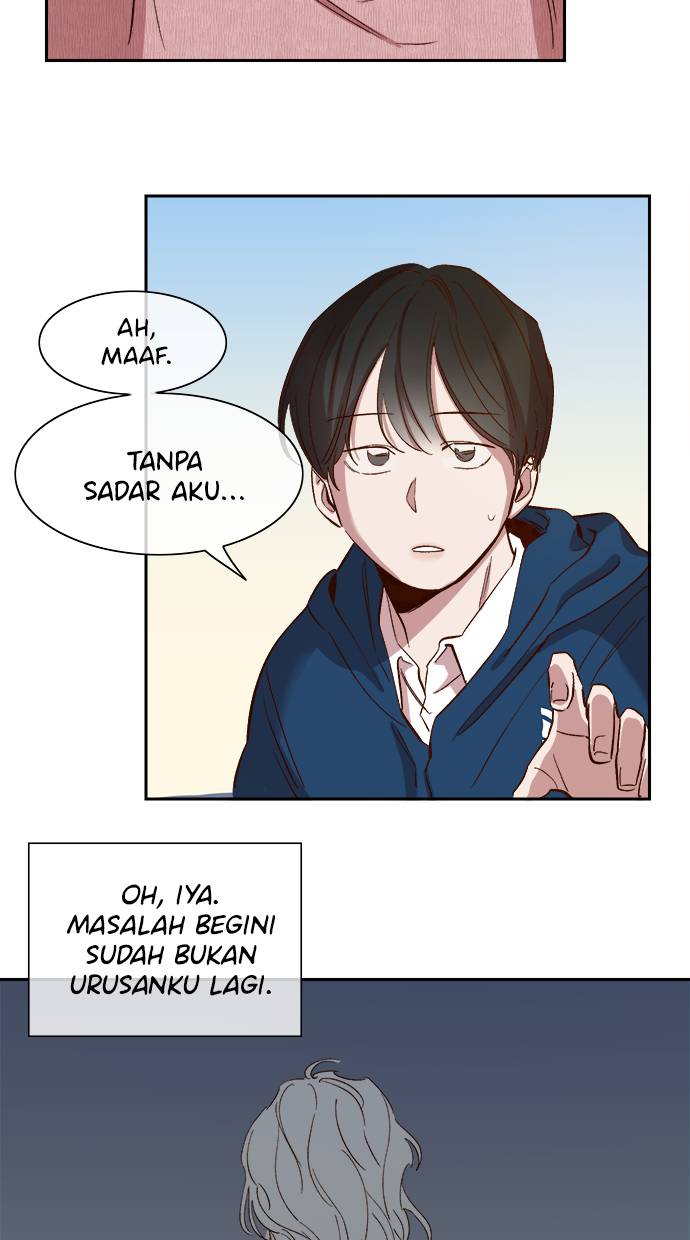 AH,
MAAF.
TANPA
SADAR AKU...
OH, IYA.
MASALAH BEGINI
SUDAH BUKAN
URUSANKU LAGI.